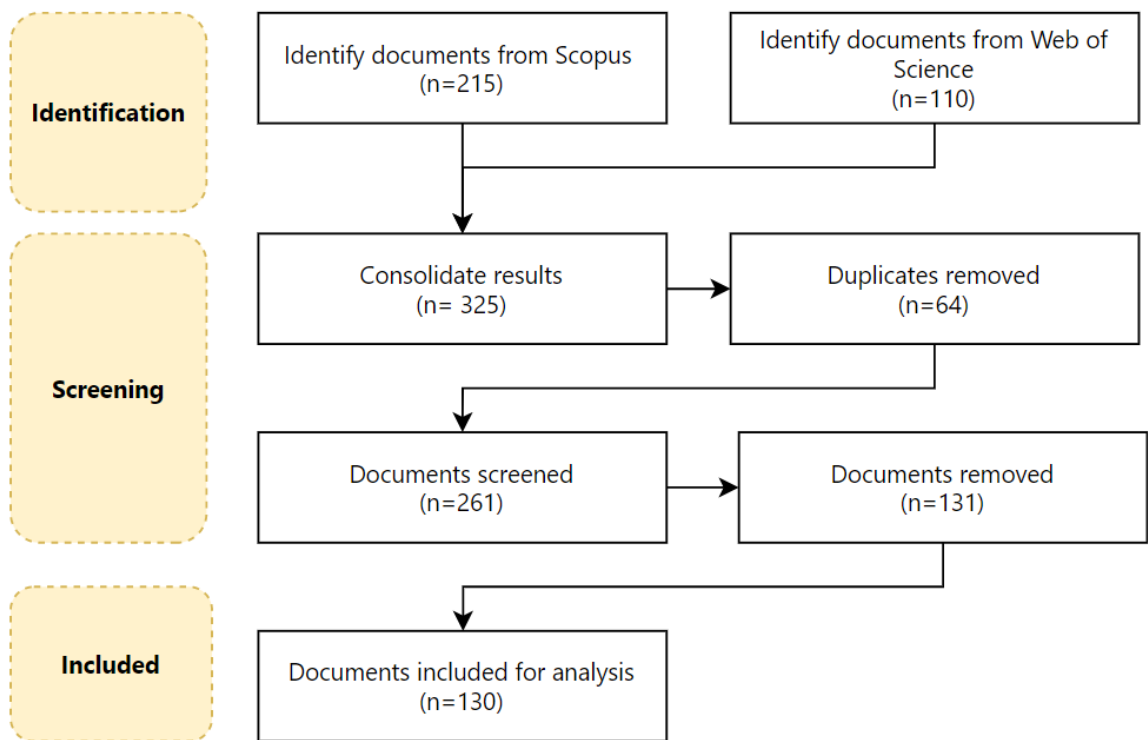 Identification
Identify documents from Scopus
(n=215)
Identify documents from Web of
Science
(n=110)
Screening
Consolidate results
(n= 325)
Duplicates removed
(n=64)
Documents screened
(n=261)
Documents removed
(n=131)
Included
Documents included for analysis
(n=130)